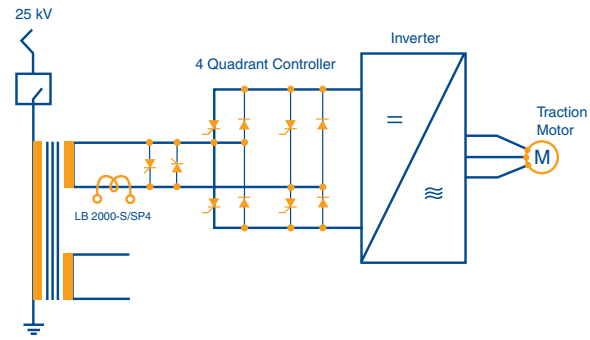 25 kV
Inverter
4 Quadrant Controller
Traction
Motor
M
LB 2000-S/SP4